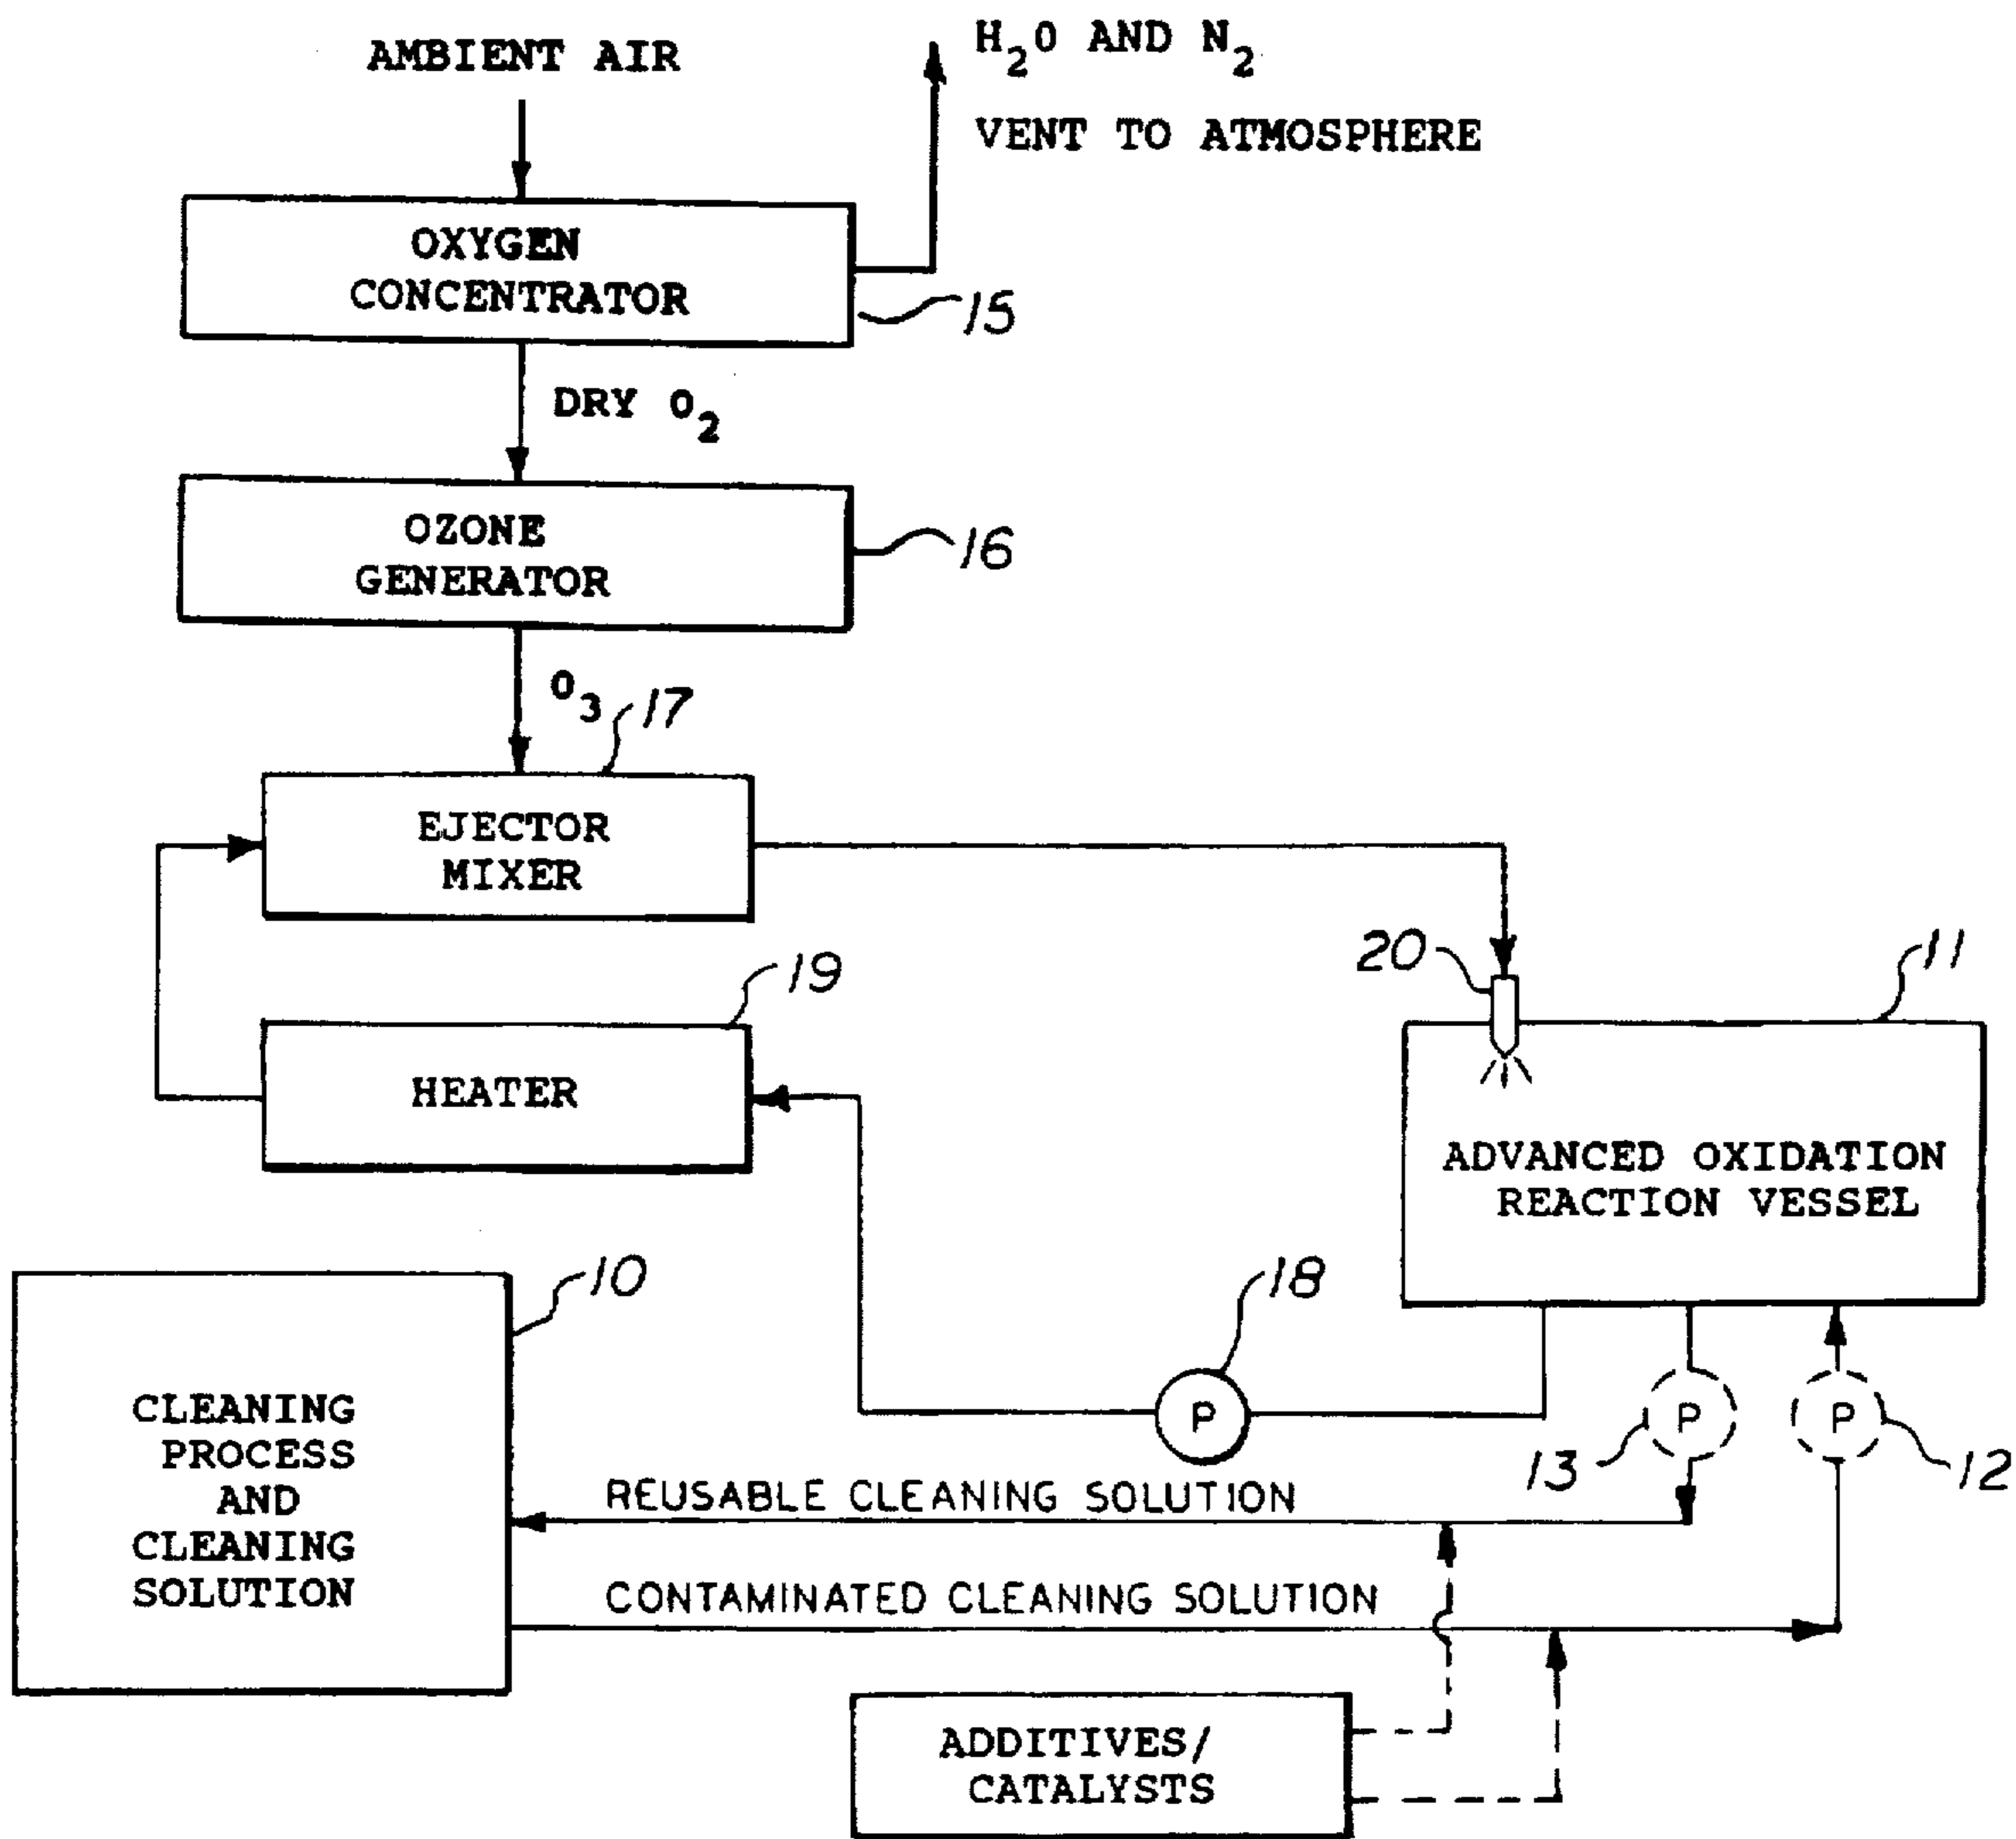 AMBIENT AIR
H₂O AND N₂
VENT TO ATMOSPHERE
OXYGEN
CONCENTRATOR
15
DRY O₂
OZONE
GENERATOR
16
O₃
17
EJECTOR
MIXER
19
HEATER
20
11
ADVANCED OXIDATION
REACTION VESSEL
10
CLEANING
PROCESS
AND
CLEANING
SOLUTION
18
P
P
P
13
12
REUSABLE CLEANING SOLUTION
CONTAMINATED CLEANING SOLUTION
ADDITIVES/
CATALYSTS